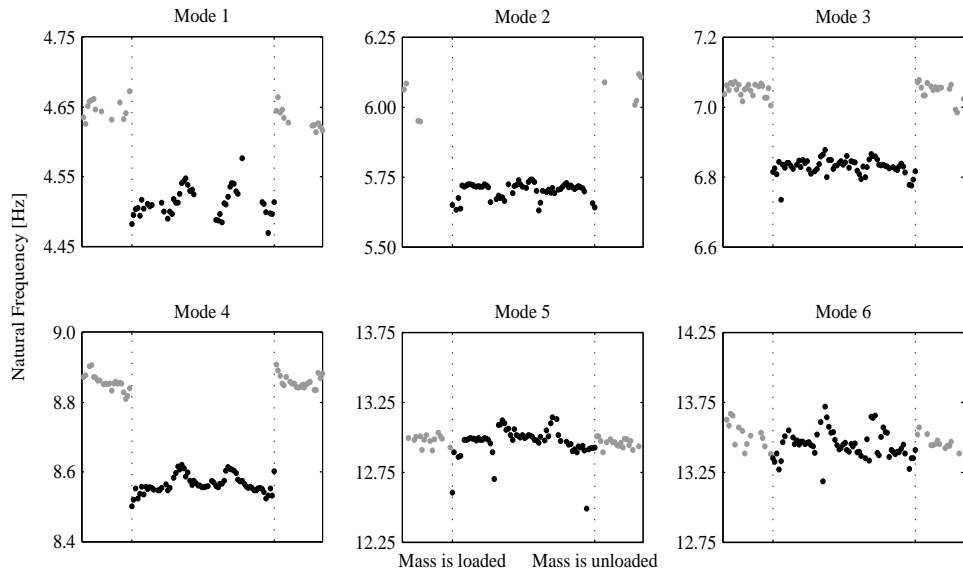 Mode 1
Mode 2
Mode 3
4.75
4.65
4.55
4.45
6.25
6.00
5.75
5.50
7.2
7.0
6.8
6.6
Natural Frequency [Hz]
Mode 4
Mode 5
Mode 6
9.0
8.8
8.6
8.4
13.75
13.25
12.75
12.25
14.25
13.75
13.25
12.75
Mass is loaded
Mass is unloaded